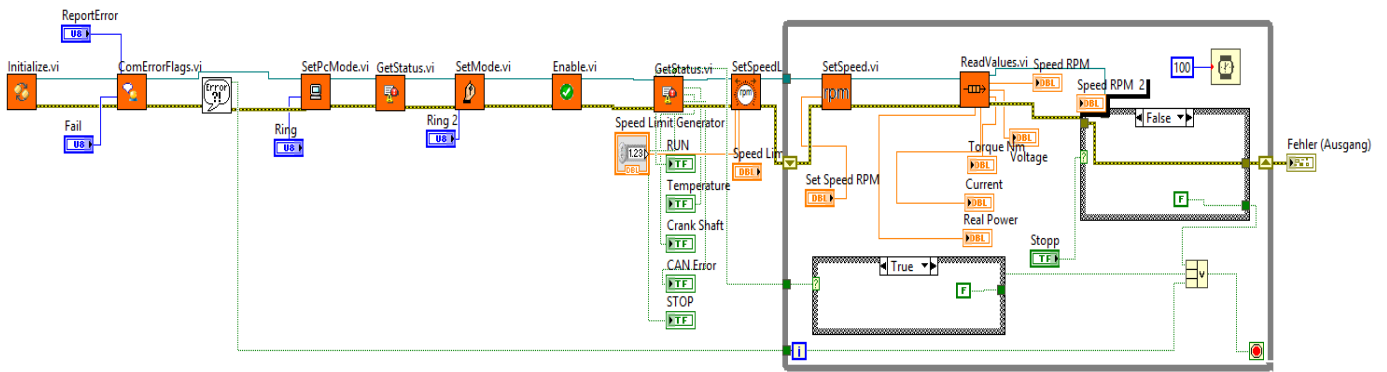 ReportError
U8
Initialize.vi
ComErrorFlags.vi
Error
?!
SetPcMode.vi
GetStatus.vi
SetMode.vi
Enable.vi
GetStatus.vi
SetSpeedL
rpm
SetSpeed.vi
rpm
ReadValues.vi
Speed RPM
DBL
Speed RPM 2
DBL
100
Fail
U8
Ring
U8
Ring 2
U8
Speed Limit Generator
1.23
DBL
RUN
TF
Temperature
TF
Crank Shaft
TF
CAN Error
TF
STOP
TF
Speed Lim
DBL
Set Speed RPM
DBL
Torque Nm
DBL
Voltage
DBL
Current
DBL
Real Power
DBL
False
?
F
Stopp
TF
Fehler (Ausgang)
True
?
F
V
i